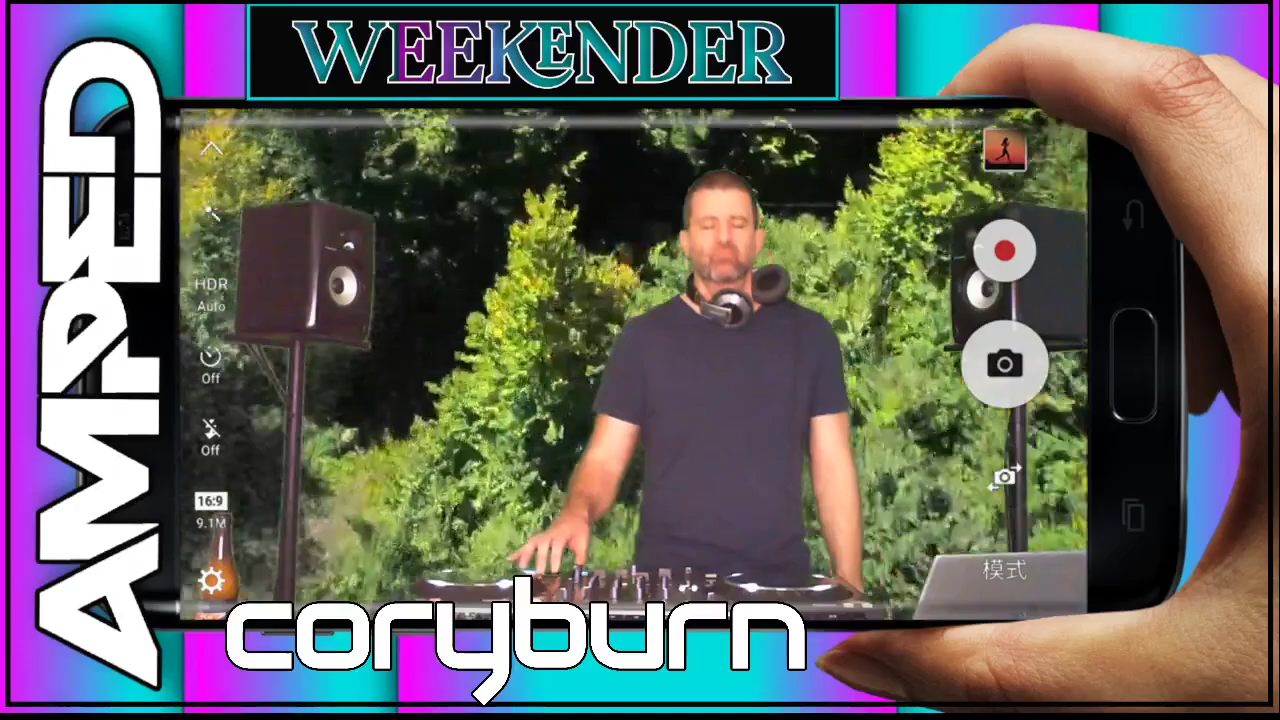 WEEKENDER
AMPED
HDR
Auto
Off
Off
16:9
9.1M
模式
coryburn